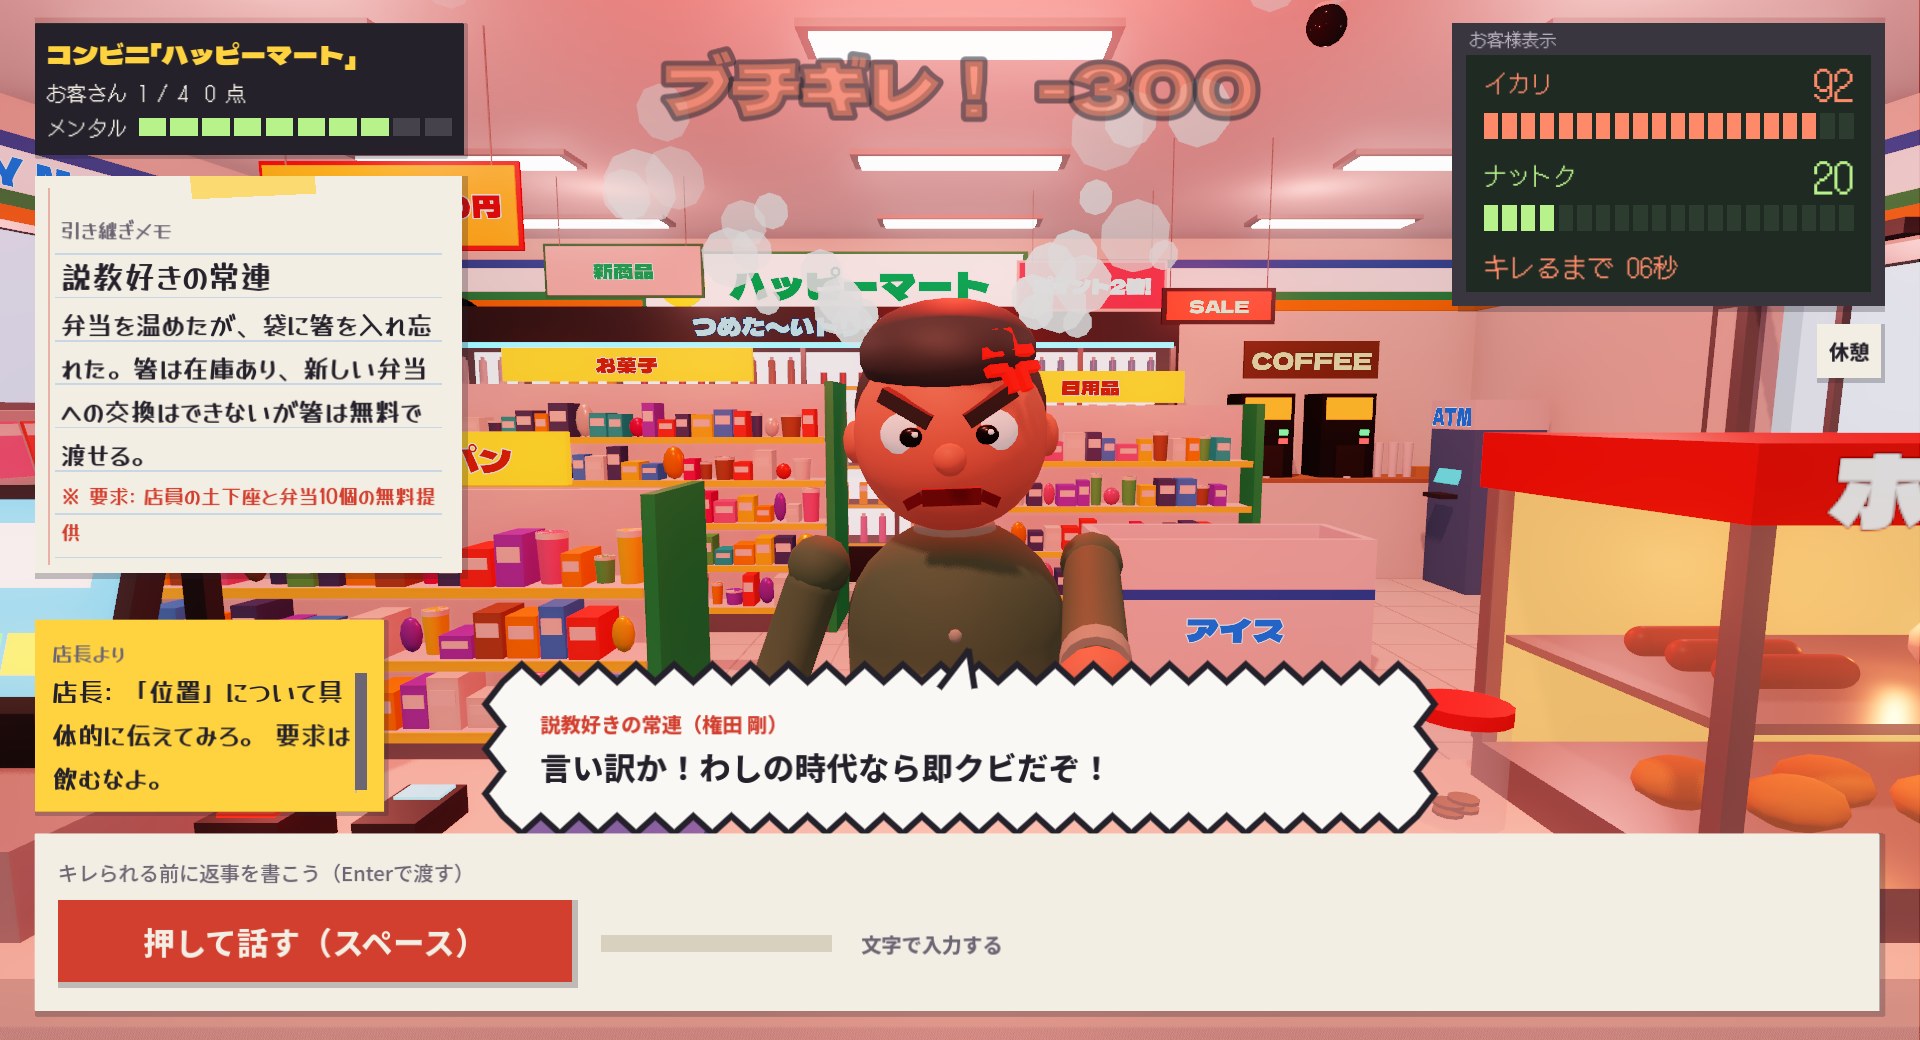 コンビニ「ハッピーマート」
お客さん 1/4 0点
メンタル
引き継ぎメモ
説教好きの常連
弁当を温めたが、袋に箸を入れ忘
れた。箸は在庫あり、新しい弁当
への交換はできないが箸は無料で
渡せる。
※ 要求: 店員の土下座と弁当10個の無料提
供
店長より
店長: 「位置」について具
体的に伝えてみろ。 要求は
飲むなよ。
ブチギレ! -300
お客様表示
イカリ 92
ナットク 20
キレるまで 06秒
休憩
円
新商品
ハッピーマート
つめた〜い
SALE
お菓子
日用品
COFFEE
ATM
パン
アイス
ホ
説教好きの常連（権田 剛）
言い訳か！わしの時代なら即クビだぞ！
キレられる前に返事を書こう（Enterで渡す）
押して話す（スペース）
文字で入力する